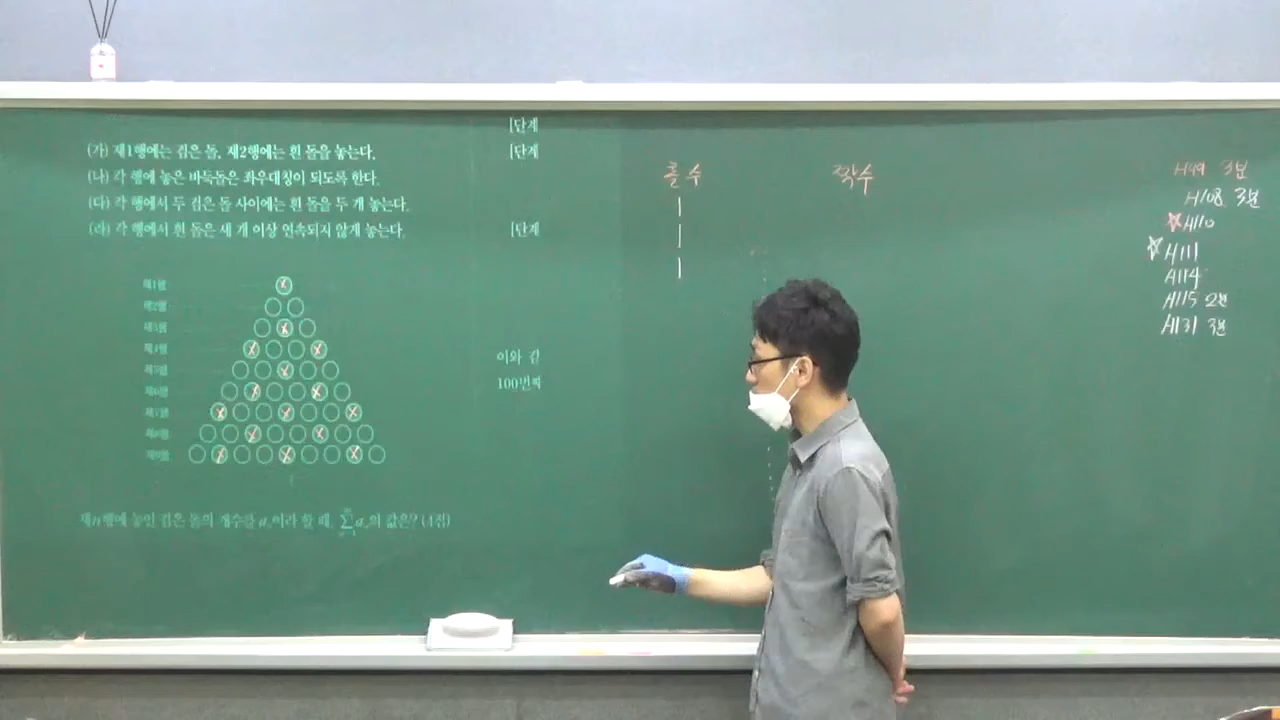 [단계
(가) 제1행에는 검은 돌, 제2행에는 흰 돌을 놓는다.
[단계
(나) 각 행에 놓은 바둑돌은 좌우대칭이 되도록 한다.
(다) 각 행에서 두 검은 돌 사이에는 흰 돌을 두 개 놓는다.
(라) 각 행에서 흰 돌은 세 개 이상 연속되지 않게 놓는다.
[단계
제1행
제2행
제3행
제4행
제5행
제6행
제7행
제8행
제9행
이와 같
100번째
제n행에 놓인 검은 돌의 개수를 aₙ이라 할 때, ∑ aₙ의 값은? (4점)
홀수
|
|
|
짝수
H99 3분
H108 3분
☆H110
☆H111
H114
H115 2분
H131 3분